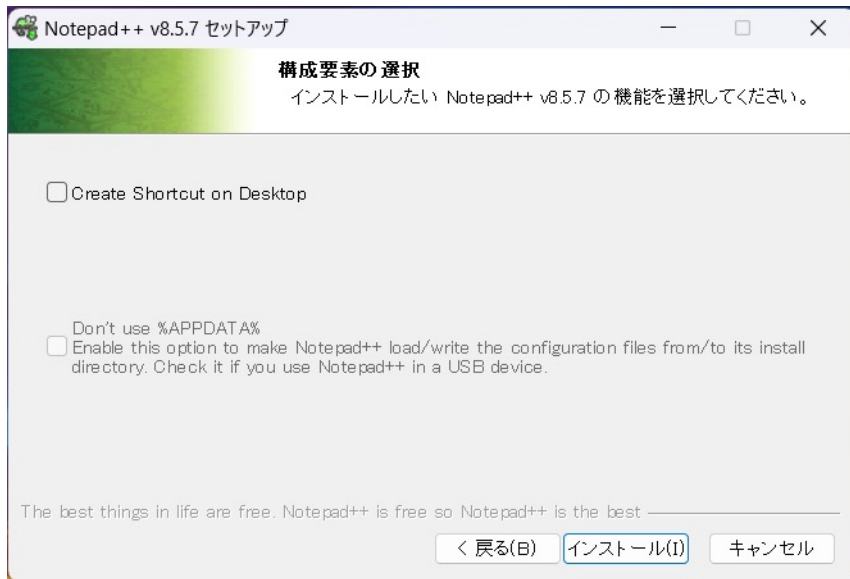 Notepad++ v8.5.7 セットアップ
構成要素の選択
インストールしたい Notepad++ v8.5.7 の機能を選択してください。
Create Shortcut on Desktop
Don't use %APPDATA%
Enable this option to make Notepad++ load/write the configuration files from/to its install
directory. Check it if you use Notepad++ in a USB device.
The best things in life are free. Notepad++ is free so Notepad++ is the best
< 戻る(B) インストール(I) キャンセル